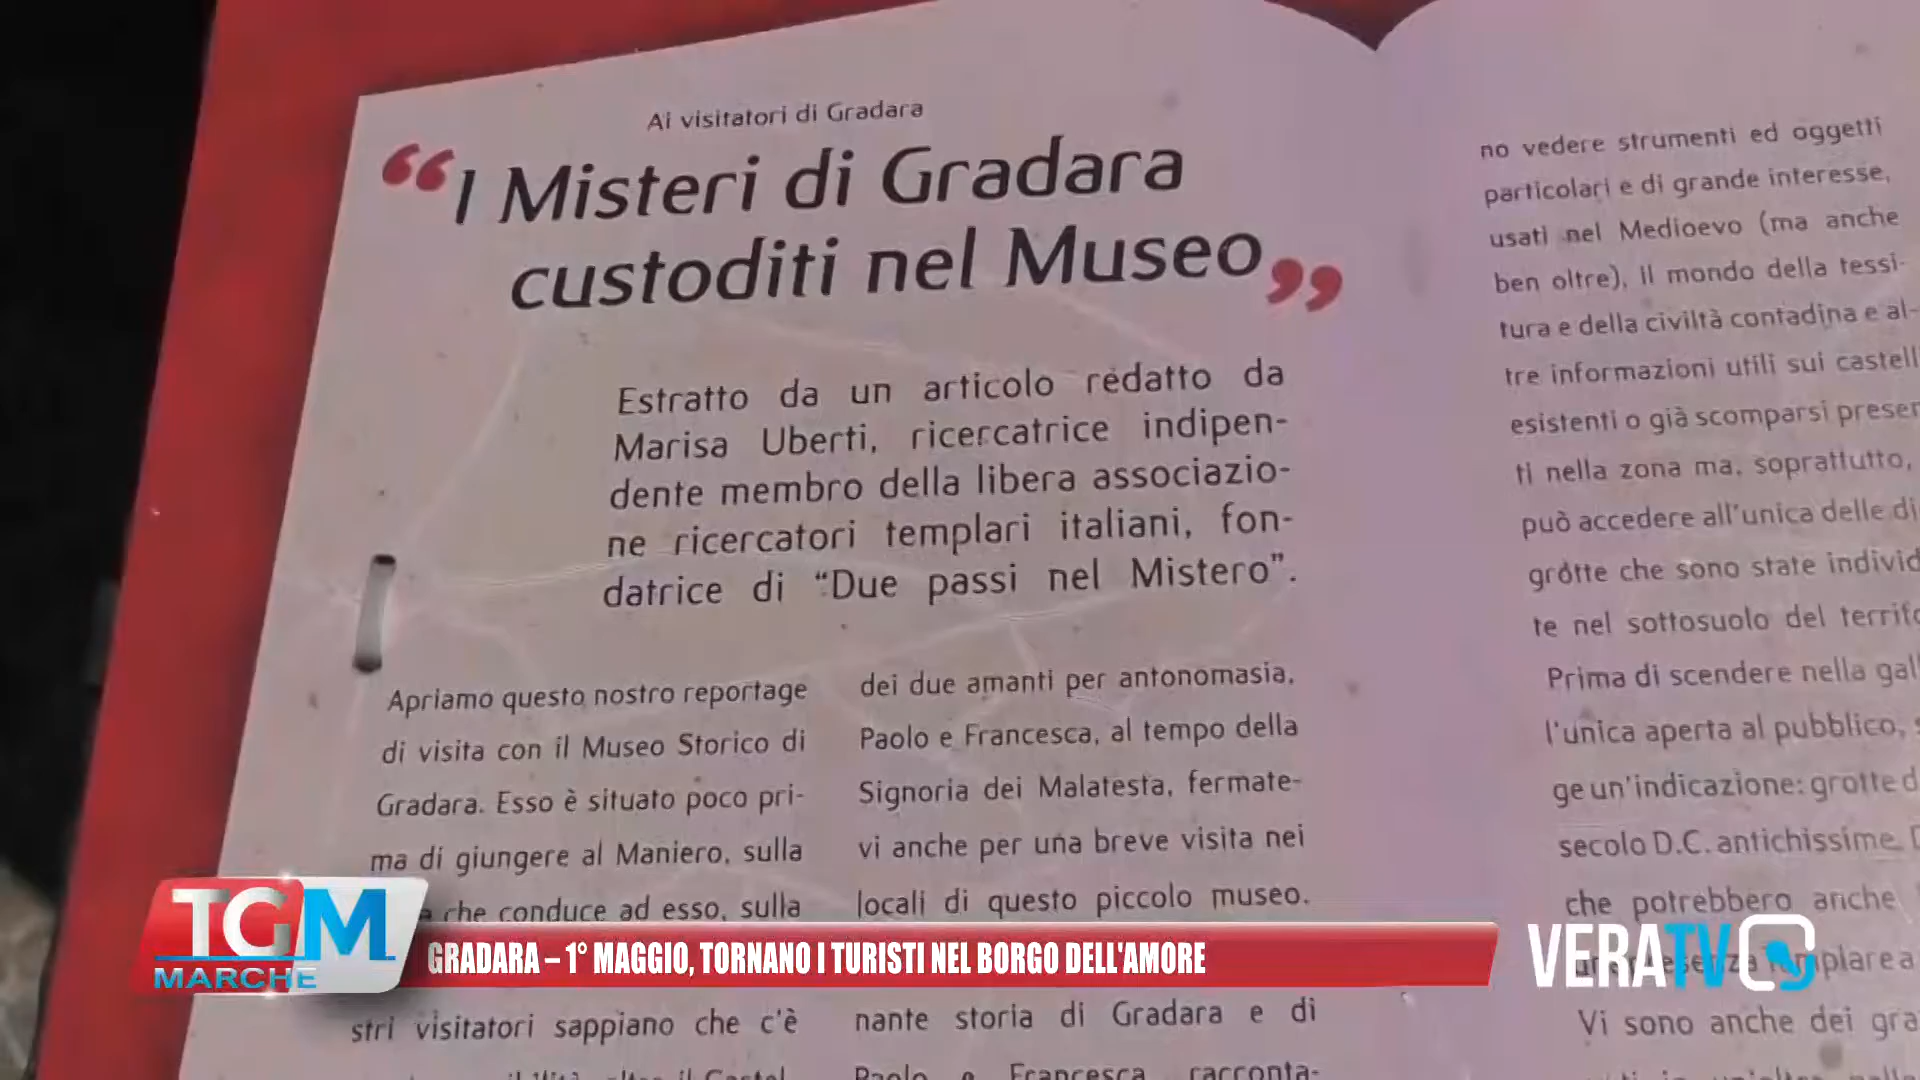 Ai visitatori di Gradara
“I Misteri di Gradara
custoditi nel Museo”
Estratto da un articolo redatto da
Marisa Uberti, ricercatrice indipen-
dente membro della libera associazio-
ne ricercatori templari italiani, fon-
datrice di “Due passi nel Mistero”.
Apriamo questo nostro reportage
di visita con il Museo Storico di
Gradara. Esso è situato poco pri-
ma di giungere al Maniero, sulla
che conduce ad esso, sulla
stri visitatori sappiano che c'è
dei due amanti per antonomasia,
Paolo e Francesca, al tempo della
Signoria dei Malatesta, fermate-
vi anche per una breve visita nei
locali di questo piccolo museo.
nante storia di Gradara e di
Paolo e Francesca racconta-
no vedere strumenti ed oggetti
particolari e di grande interesse,
usati nel Medioevo (ma anche
ben oltre), il mondo della tessi-
tura e della civiltà contadina e al-
tre informazioni utili sui castell
esistenti o già scomparsi presen
ti nella zona ma, soprattutto,
può accedere all'unica delle di
grotte che sono state individ
te nel sottosuolo del territo
Prima di scendere nella gal
l'unica aperta al pubblico, s
ge un'indicazione: grotte d
secolo D.C. antichissime.
che potrebbero anche
templare a
Vi sono anche dei gra
TGM
MARCHE
GRADARA – 1° MAGGIO, TORNANO I TURISTI NEL BORGO DELL'AMORE
VERATV